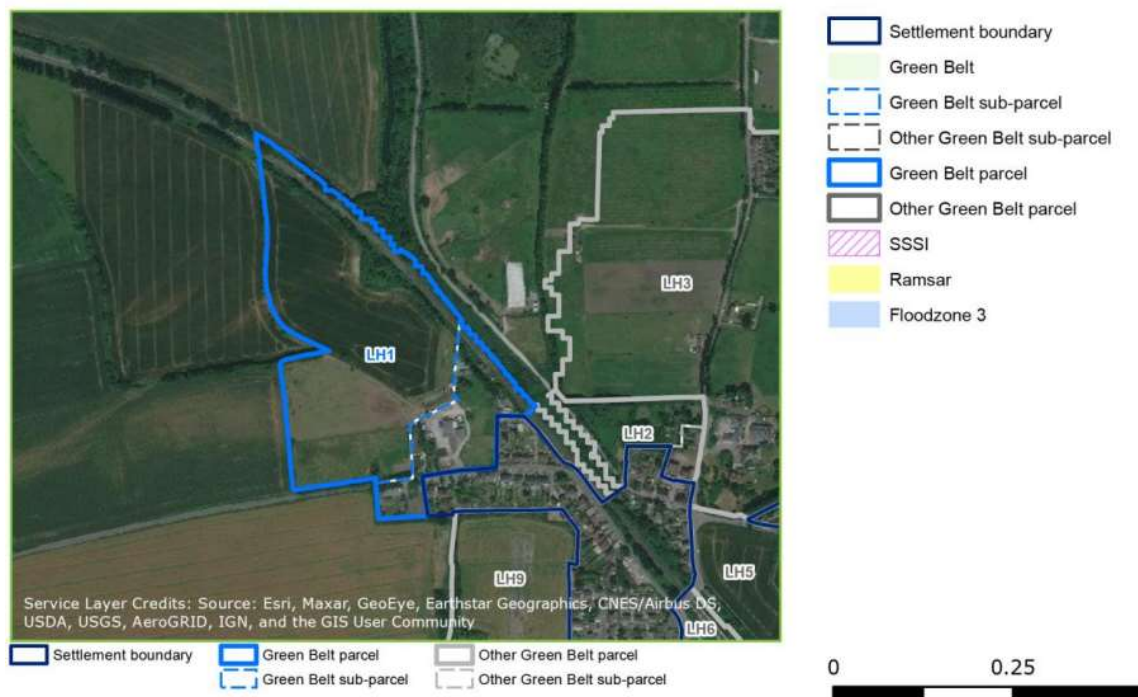 LH3
LH1
LH2
LH9
LH5
LH6
Service Layer Credits: Source: Esri, Maxar, GeoEye, Earthstar Geographics, CNES/Airbus DS,
USDA, USGS, AeroGRID, IGN, and the GIS User Community
Settlement boundary
Green Belt parcel
Other Green Belt parcel
Green Belt sub-parcel
Other Green Belt sub-parcel
Settlement boundary
Green Belt
Green Belt sub-parcel
Other Green Belt sub-parcel
Green Belt parcel
Other Green Belt parcel
SSSI
Ramsar
Floodzone 3
0 0.25